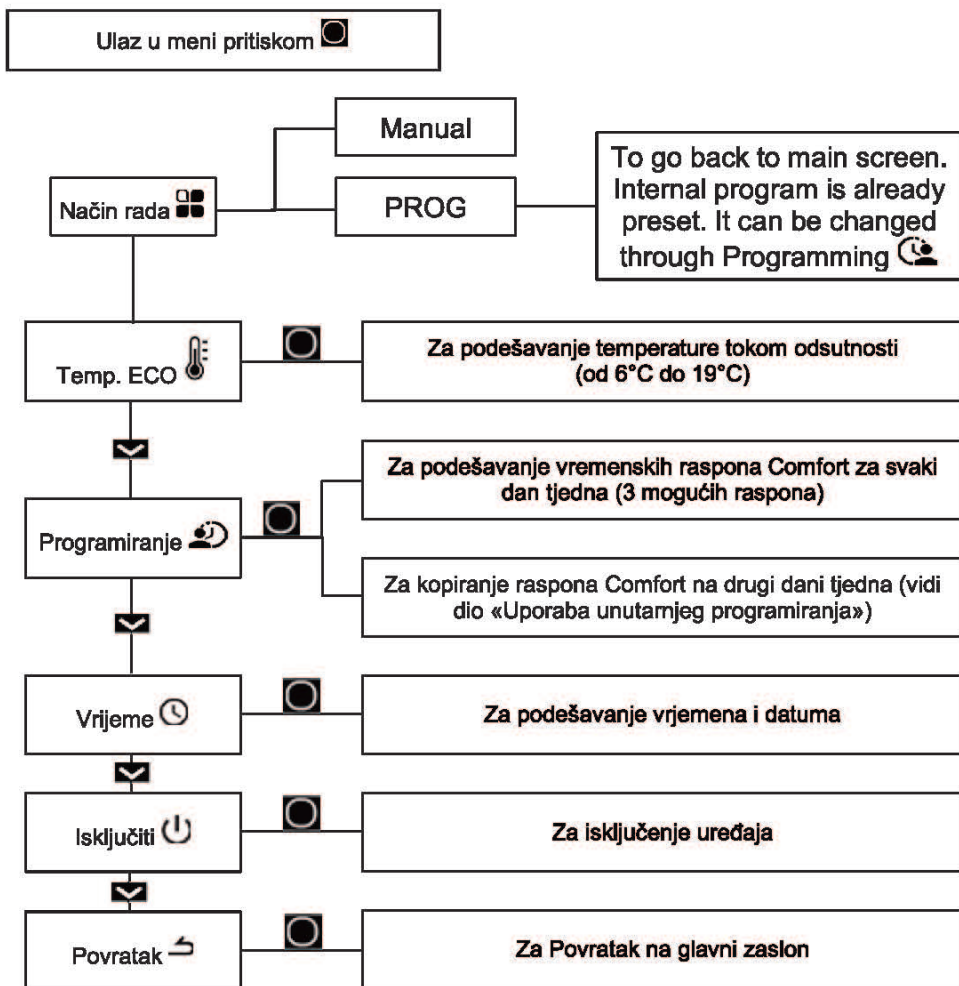 Ulaz u meni pritiskom
Manual
To go back to main screen.
Internal program is already
preset. It can be changed
through Programming
Način rada
PROG
Temp. ECO
Za podešavanje temperature tokom odsutnosti
(od 6°C do 19°C)
Programiranje
Za podešavanje vremenskih raspona Comfort za svaki
dan tjedna (3 mogućih raspona)
Za kopiranje raspona Comfort na drugi dani tjedna (vidi
dio «Uporaba unutarnjeg programiranja»)
Vrijeme
Za podešavanje vrjemena i datuma
Isključiti
Za isključenje uređaja
Povratak
Za Povratak na glavni zaslon